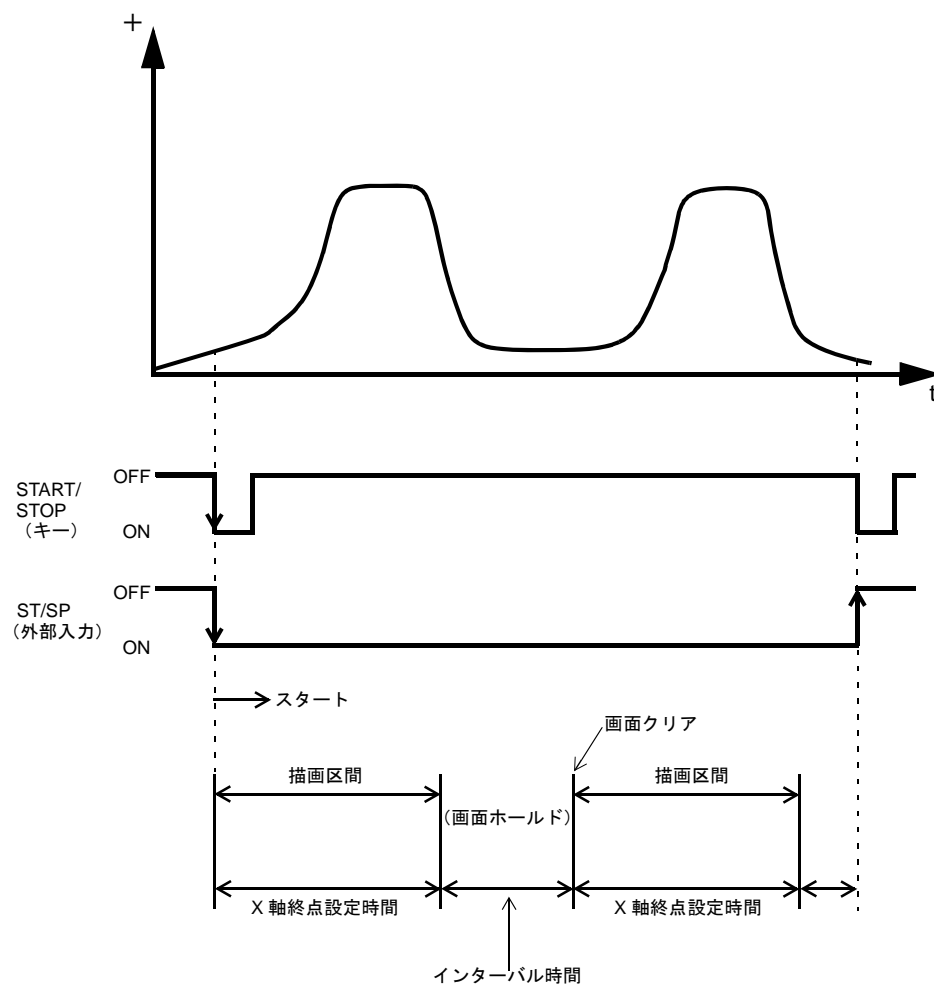 +
t
START/
STOP
（キー）
OFF
ON
ST/SP
（外部入力）
OFF
ON
スタート
画面クリア
描画区間
（画面ホールド）
描画区間
X 軸終点設定時間
X 軸終点設定時間
インターバル時間